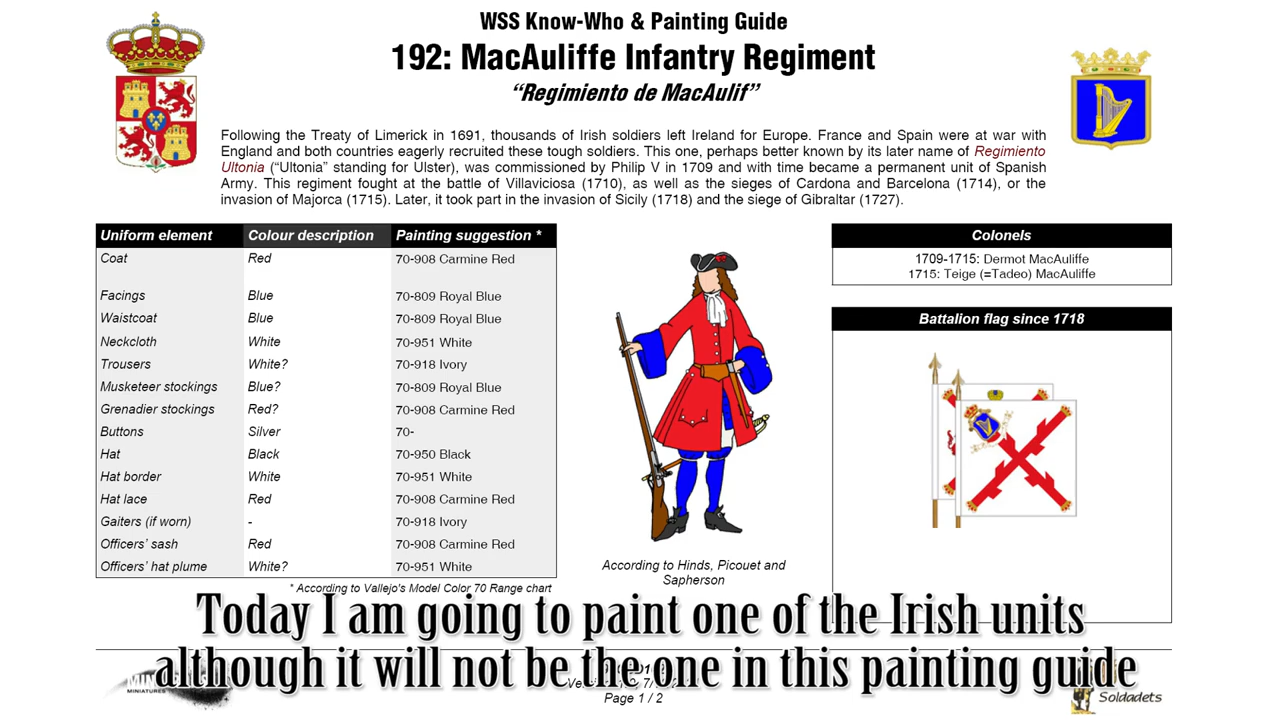 WSS Know-Who & Painting Guide
192: MacAuliffe Infantry Regiment
“Regimiento de MacAulif”
Following the Treaty of Limerick in 1691, thousands of Irish soldiers left Ireland for Europe. France and Spain were at war with
England and both countries eagerly recruited these tough soldiers. This one, perhaps better known by its later name of Regimiento
Ultonia (“Ultonia” standing for Ulster), was commissioned by Philip V in 1709 and with time became a permanent unit of Spanish
Army. This regiment fought at the battle of Villaviciosa (1710), as well as the sieges of Cardona and Barcelona (1714), or the
invasion of Majorca (1715). Later, it took part in the invasion of Sicily (1718) and the siege of Gibraltar (1727).
Uniform element Colour description Painting suggestion *
Coat Red 70-908 Carmine Red
Facings Blue 70-809 Royal Blue
Waistcoat Blue 70-809 Royal Blue
Neckcloth White 70-951 White
Trousers White? 70-918 Ivory
Musketeer stockings Blue? 70-809 Royal Blue
Grenadier stockings Red? 70-908 Carmine Red
Buttons Silver 70-
Hat Black 70-950 Black
Hat border White 70-951 White
Hat lace Red 70-908 Carmine Red
Gaiters (if worn) - 70-918 Ivory
Officers’ sash Red 70-908 Carmine Red
Officers’ hat plume White? 70-951 White
* According to Vallejo's Model Color 70 Range chart
According to Hinds, Picouet and
Sapherson
Colonels
1709-1715: Dermot MacAuliffe
1715: Teige (=Tadeo) MacAuliffe
Battalion flag since 1718
Today I am going to paint one of the Irish units
although it will not be the one in this painting guide
MINIATURES
Page 1 / 2
Soldadets